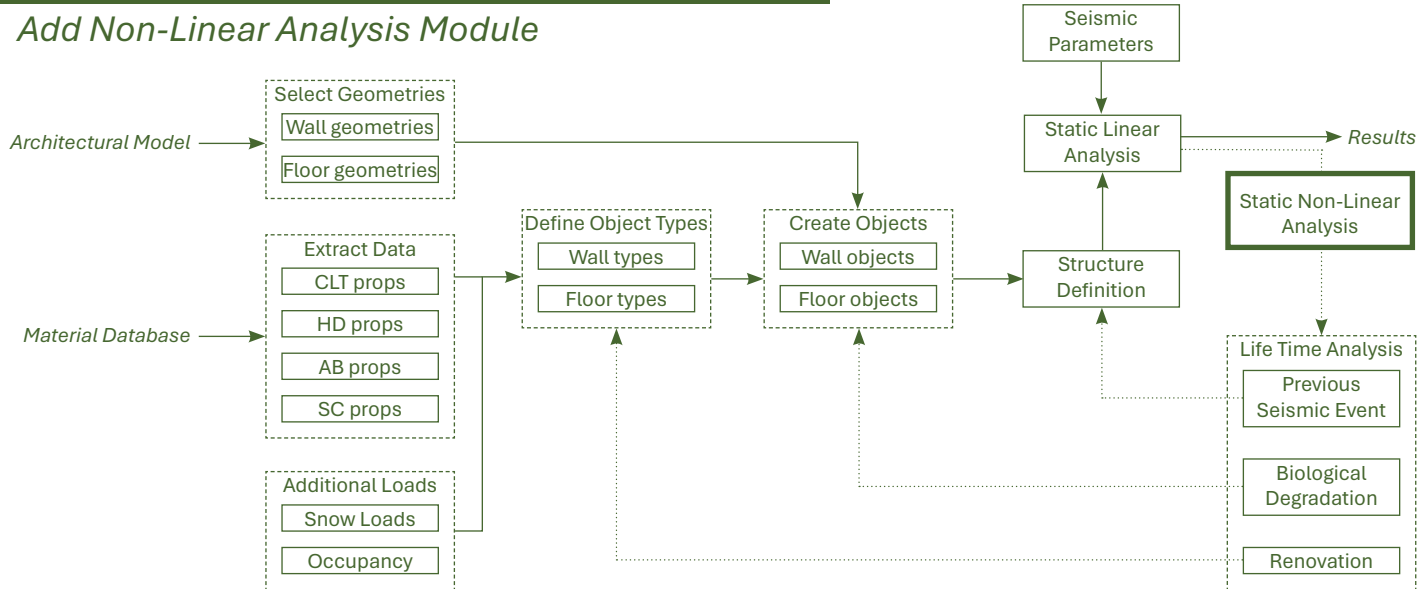 Add Non-Linear Analysis Module
Seismic
Parameters
Select Geometries
Wall geometries
Floor geometries
Architectural Model
Static Linear
Analysis
Results
Static Non-Linear
Analysis
Define Object Types
Wall types
Floor types
Create Objects
Wall objects
Floor objects
Structure
Definition
Extract Data
CLT props
HD props
AB props
SC props
Material Database
Life Time Analysis
Previous
Seismic Event
Biological
Degradation
Renovation
Additional Loads
Snow Loads
Occupancy